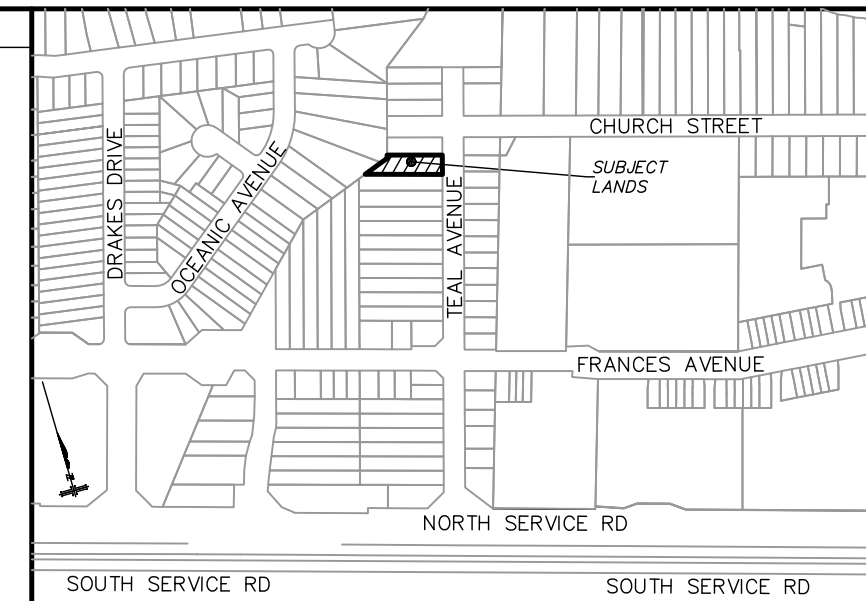 CHURCH STREET
SUBJECT
LANDS
DRAKES DRIVE
OCEANIC AVENUE
TEAL AVENUE
FRANCES AVENUE
NORTH SERVICE RD
SOUTH SERVICE RD
SOUTH SERVICE RD